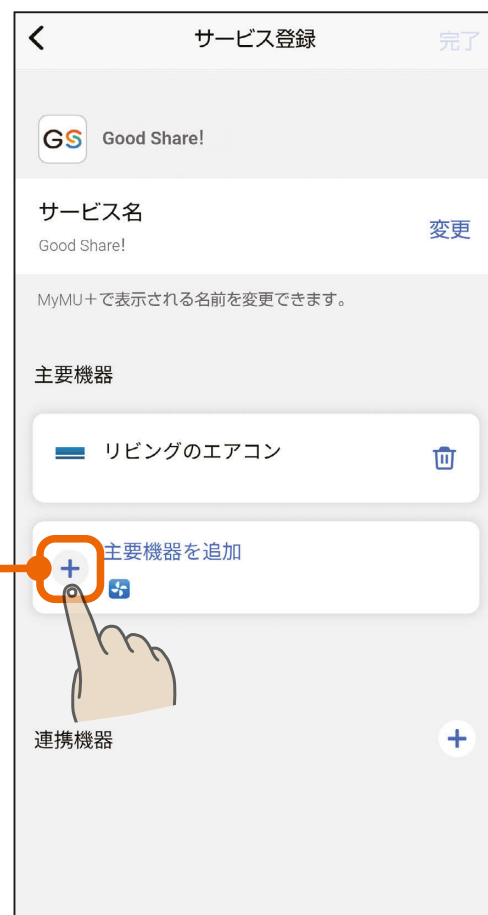 サービス登録
完了
GS
Good Share!
サービス名
Good Share!
変更
MyMU+で表示される名前を変更できます。
主要機器
リビングのエアコン
主要機器を追加
連携機器